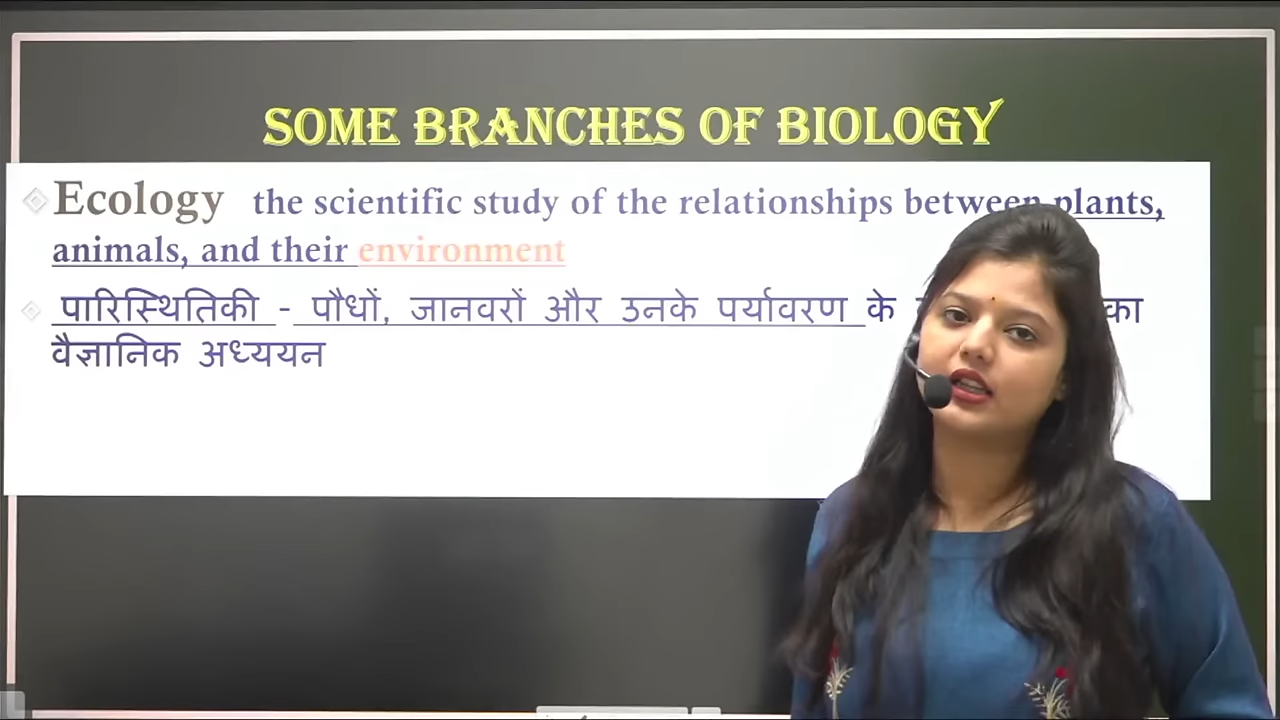 SOME BRANCHES OF BIOLOGY
Ecology the scientific study of the relationships between plants,
animals, and their environment
पारिस्थितिकी - पौधों, जानवरों और उनके पर्यावरण के का
वैज्ञानिक अध्ययन